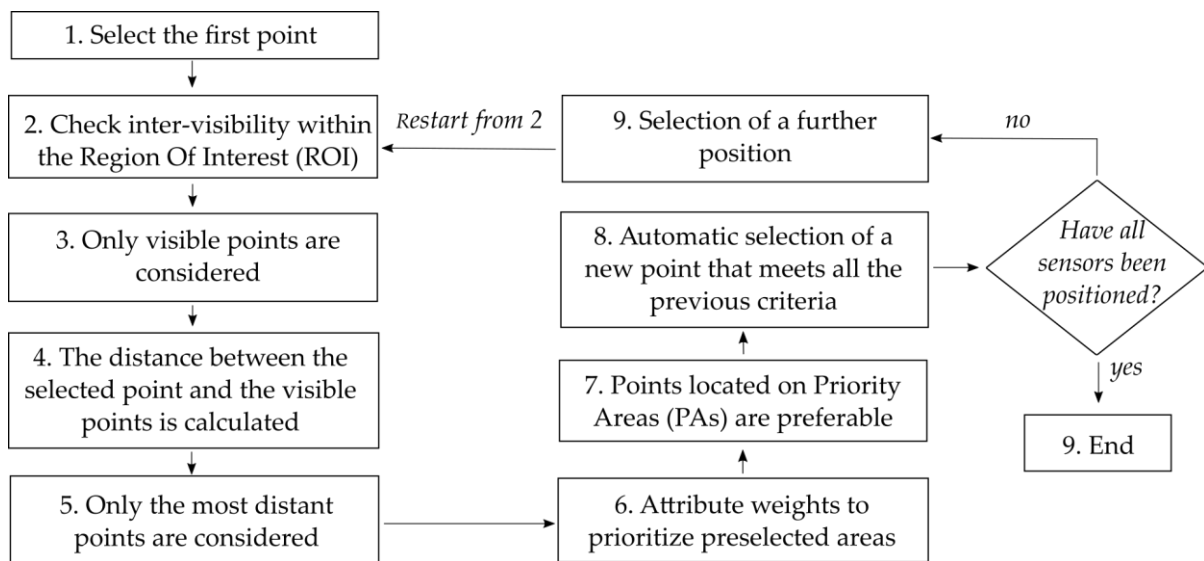 1. Select the first point
2. Check inter-visibility within
the Region Of Interest (ROI)
3. Only visible points are
considered
4. The distance between the
selected point and the visible
points is calculated
5. Only the most distant
points are considered
6. Attribute weights to
prioritize preselected areas
7. Points located on Priority
Areas (PAs) are preferable
8. Automatic selection of a
new point that meets all the
previous criteria
Have all
sensors been
positioned?
no
9. Selection of a further
position
Restart from 2
yes
9. End